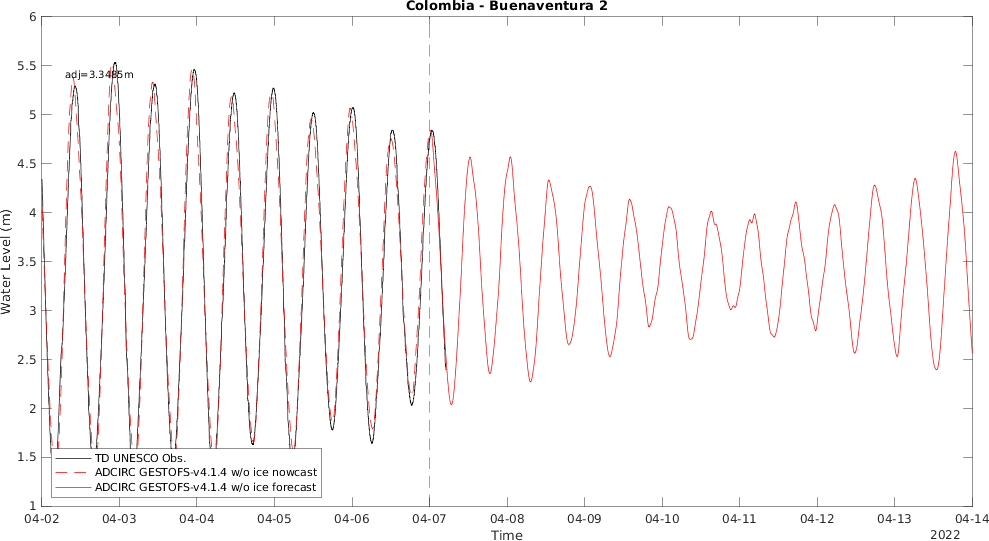 Colombia - Buenaventura 2
6
5.5
5
4.5
4
3.5
3
2.5
2
1.5
1
Water Level (m)
adj=3.3485m
TD UNESCO Obs.
ADCIRC GESTOFS-v4.1.4 w/o ice nowcast
ADCIRC GESTOFS-v4.1.4 w/o ice forecast
04-02 04-03 04-04 04-05 04-06 04-07 04-08 04-09 04-10 04-11 04-12 04-13 04-14
Time
2022